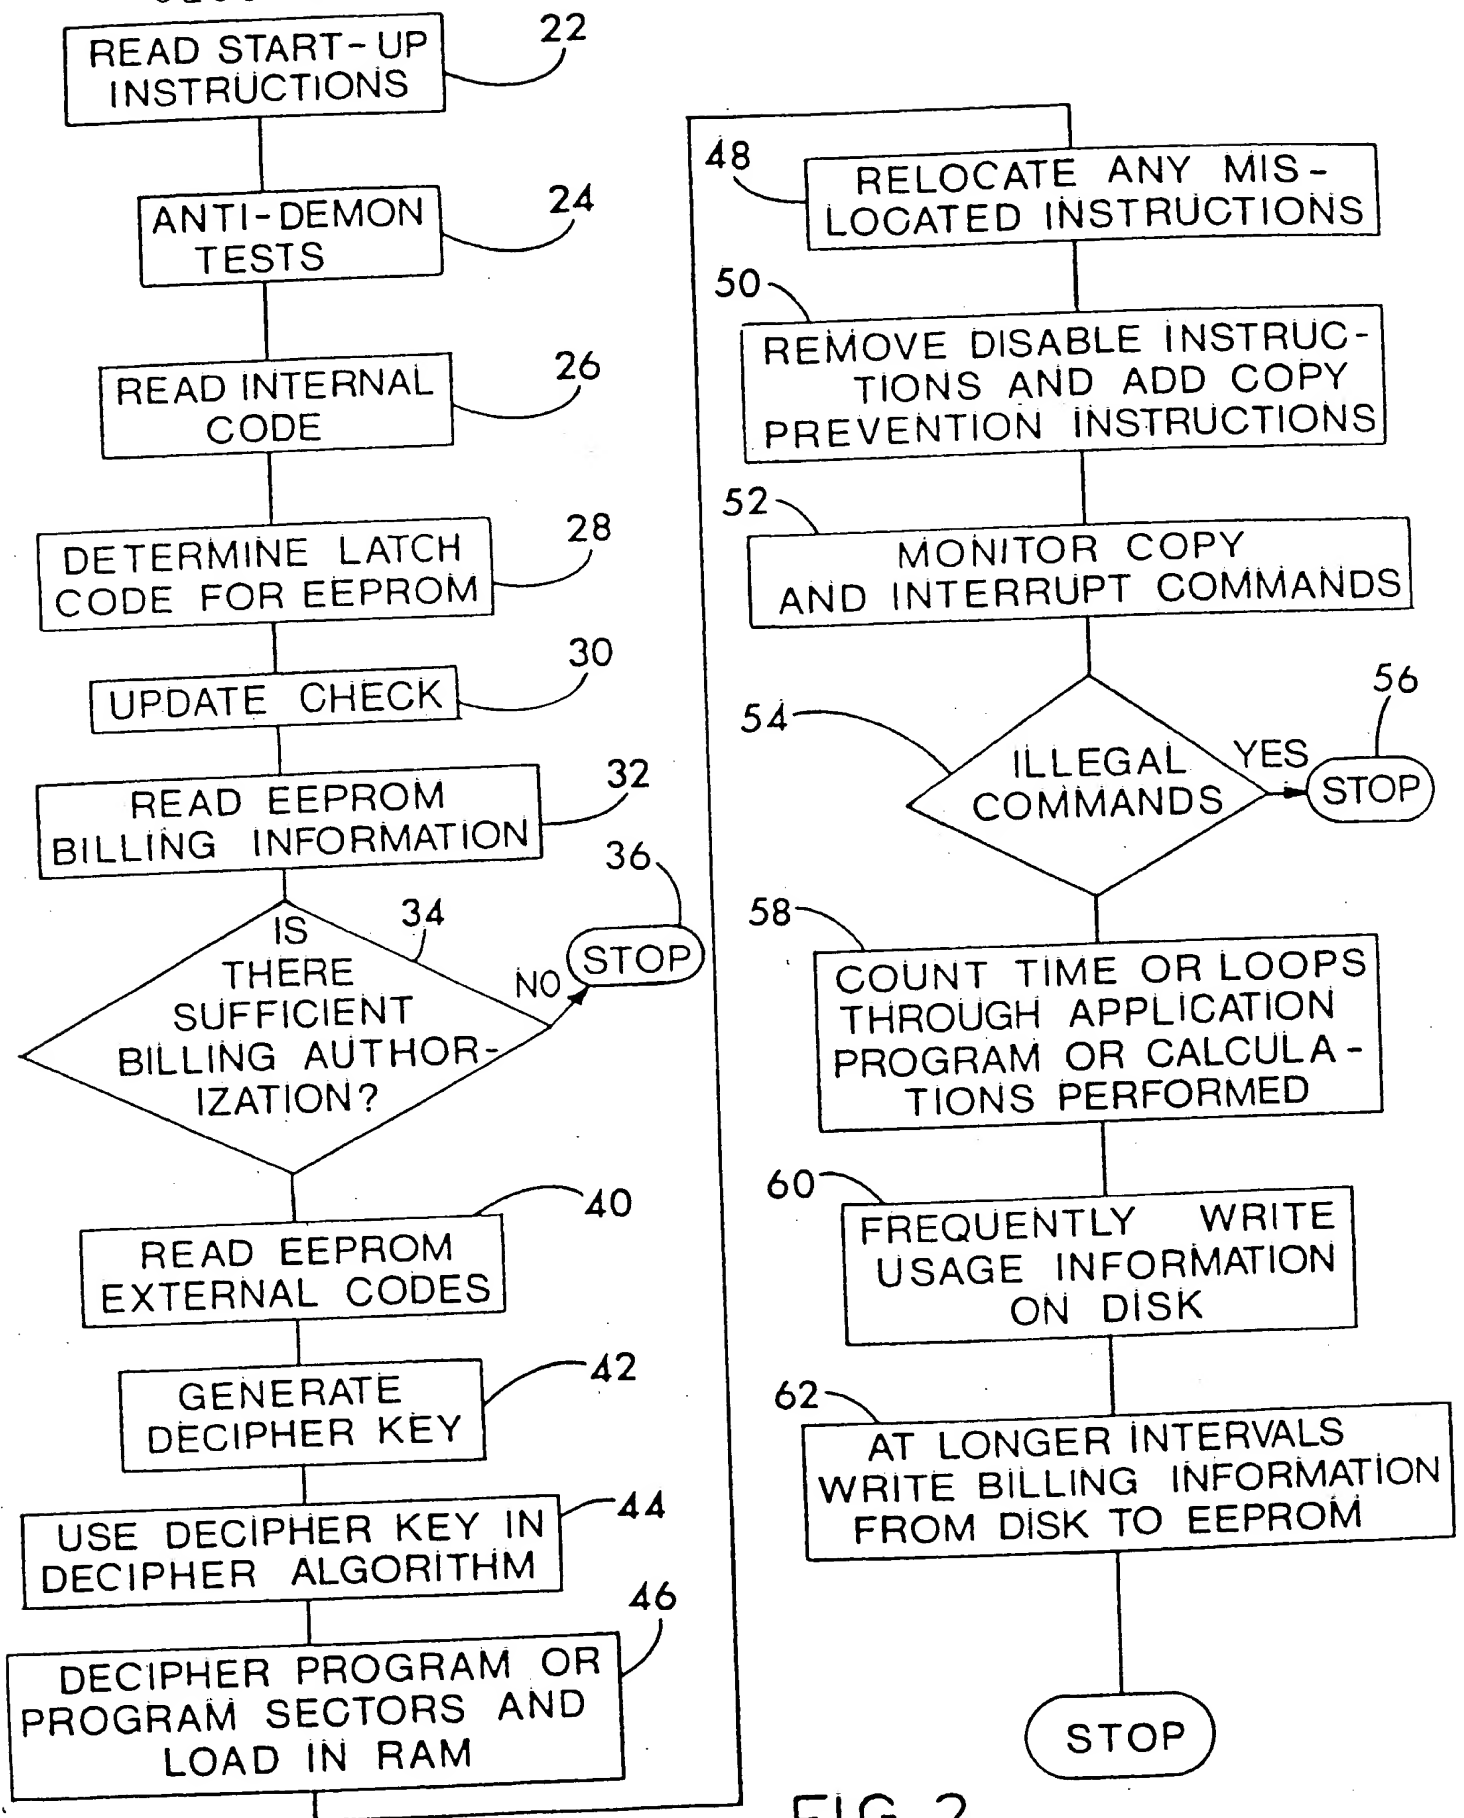 READ START-UP
INSTRUCTIONS
22
ANTI-DEMON
TESTS
24
READ INTERNAL
CODE
26
DETERMINE LATCH
CODE FOR EEPROM
28
UPDATE CHECK
30
READ EEPROM
BILLING INFORMATION
32
IS
THERE
SUFFICIENT
BILLING AUTHOR-
IZATION?
34
NO
STOP
36
READ EEPROM
EXTERNAL CODES
40
GENERATE
DECIPHER KEY
42
USE DECIPHER KEY IN
DECIPHER ALGORITHM
44
DECIPHER PROGRAM OR
PROGRAM SECTORS AND
LOAD IN RAM
46
48
RELOCATE ANY MIS-
LOCATED INSTRUCTIONS
50
REMOVE DISABLE INSTRUC-
TIONS AND ADD COPY
PREVENTION INSTRUCTIONS
52
MONITOR COPY
AND INTERRUPT COMMANDS
54
ILLEGAL
COMMANDS
YES
STOP
56
58
COUNT TIME OR LOOPS
THROUGH APPLICATION
PROGRAM OR CALCULA-
TIONS PERFORMED
60
FREQUENTLY WRITE
USAGE INFORMATION
ON DISK
62
AT LONGER INTERVALS
WRITE BILLING INFORMATION
FROM DISK TO EEPROM
STOP
FIG 2